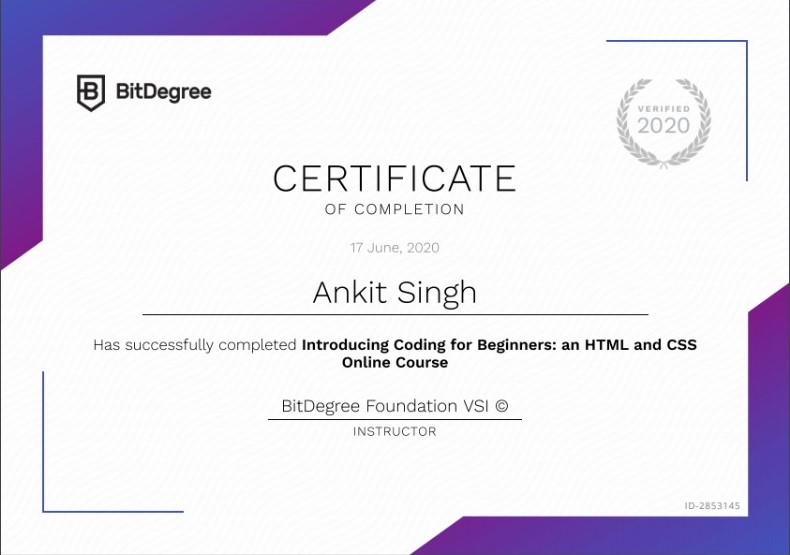 BitDegree
VERIFIED
2020
CERTIFICATE
OF COMPLETION
17 June, 2020
Ankit Singh
Has successfully completed Introducing Coding for Beginners: an HTML and CSS
Online Course
BitDegree Foundation VSI ©
INSTRUCTOR
ID-2853145